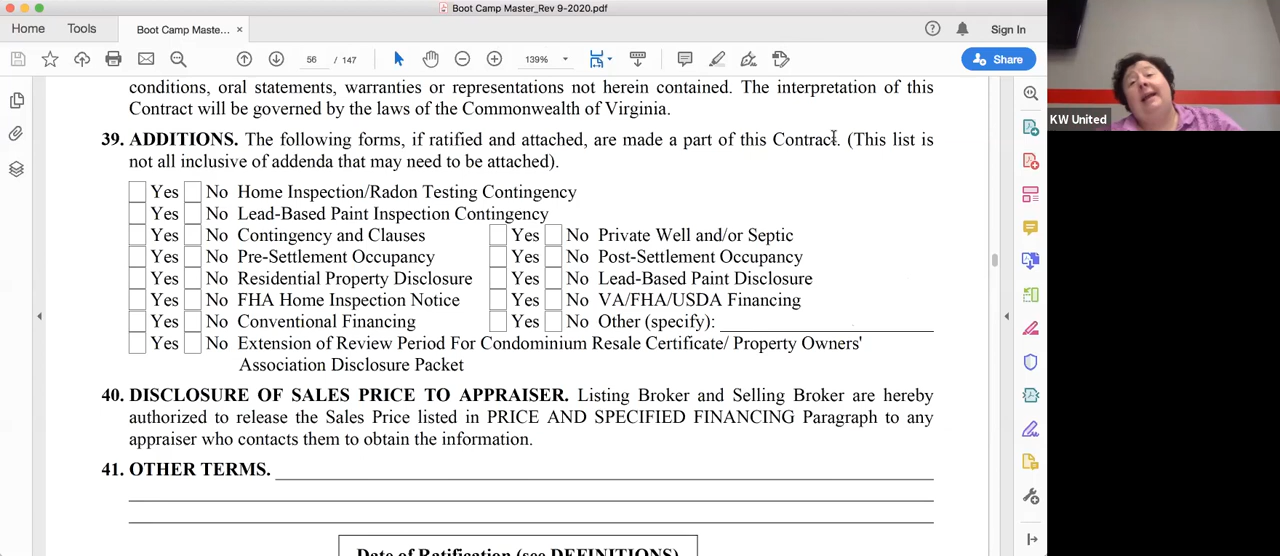 Boot Camp Master_Rev 9-2020.pdf
Home Tools Boot Camp Maste... × Sign In
56 / 147 139% Share
conditions, oral statements, warranties or representations not herein contained. The interpretation of this
Contract will be governed by the laws of the Commonwealth of Virginia.
39. ADDITIONS. The following forms, if ratified and attached, are made a part of this Contract. (This list is
not all inclusive of addenda that may need to be attached).
Yes No Home Inspection/Radon Testing Contingency
Yes No Lead-Based Paint Inspection Contingency
Yes No Contingency and Clauses Yes No Private Well and/or Septic
Yes No Pre-Settlement Occupancy Yes No Post-Settlement Occupancy
Yes No Residential Property Disclosure Yes No Lead-Based Paint Disclosure
Yes No FHA Home Inspection Notice Yes No VA/FHA/USDA Financing
Yes No Conventional Financing Yes No Other (specify):
Yes No Extension of Review Period For Condominium Resale Certificate/ Property Owners'
Association Disclosure Packet
40. DISCLOSURE OF SALES PRICE TO APPRAISER. Listing Broker and Selling Broker are hereby
authorized to release the Sales Price listed in PRICE AND SPECIFIED FINANCING Paragraph to any
appraiser who contacts them to obtain the information.
41. OTHER TERMS.
Date of Ratification (see DEFINITIONS)
KW United